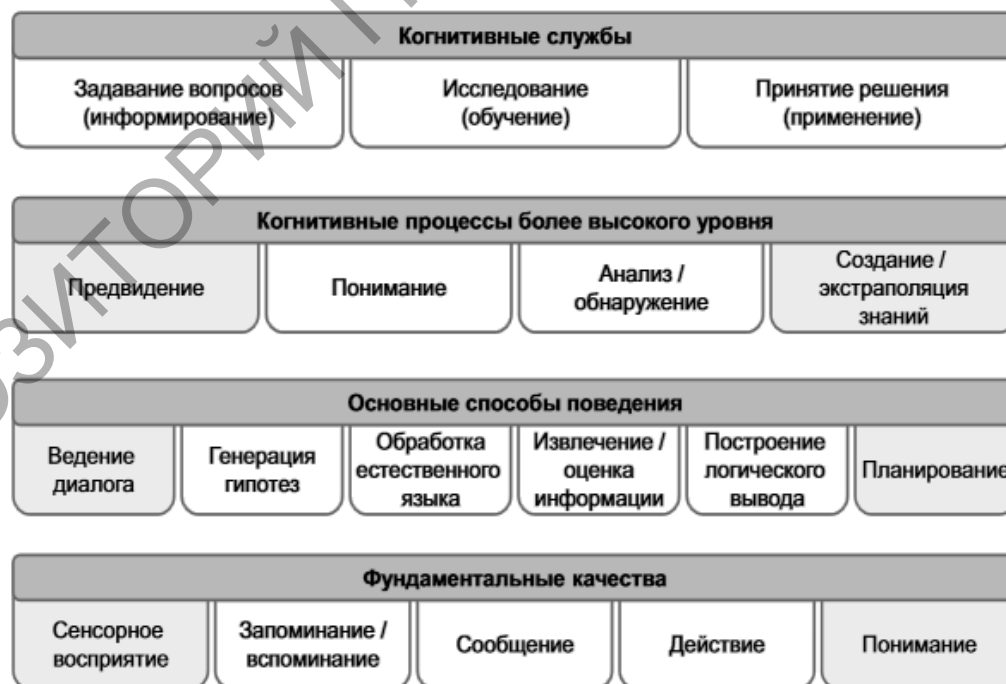 Когнитивные службы
Задавание вопросов
(информирование)
Исследование
(обучение)
Принятие решения
(применение)
Когнитивные процессы более высокого уровня
Предвидение
Понимание
Анализ /
обнаружение
Создание /
экстраполяция
знаний
Основные способы поведения
Ведение
диалога
Генерация
гипотез
Обработка
естественного
языка
Извлечение /
оценка
информации
Построение
логического
вывода
Планирование
Фундаментальные качества
Сенсорное
восприятие
Запоминание /
вспоминание
Сообщение
Действие
Понимание